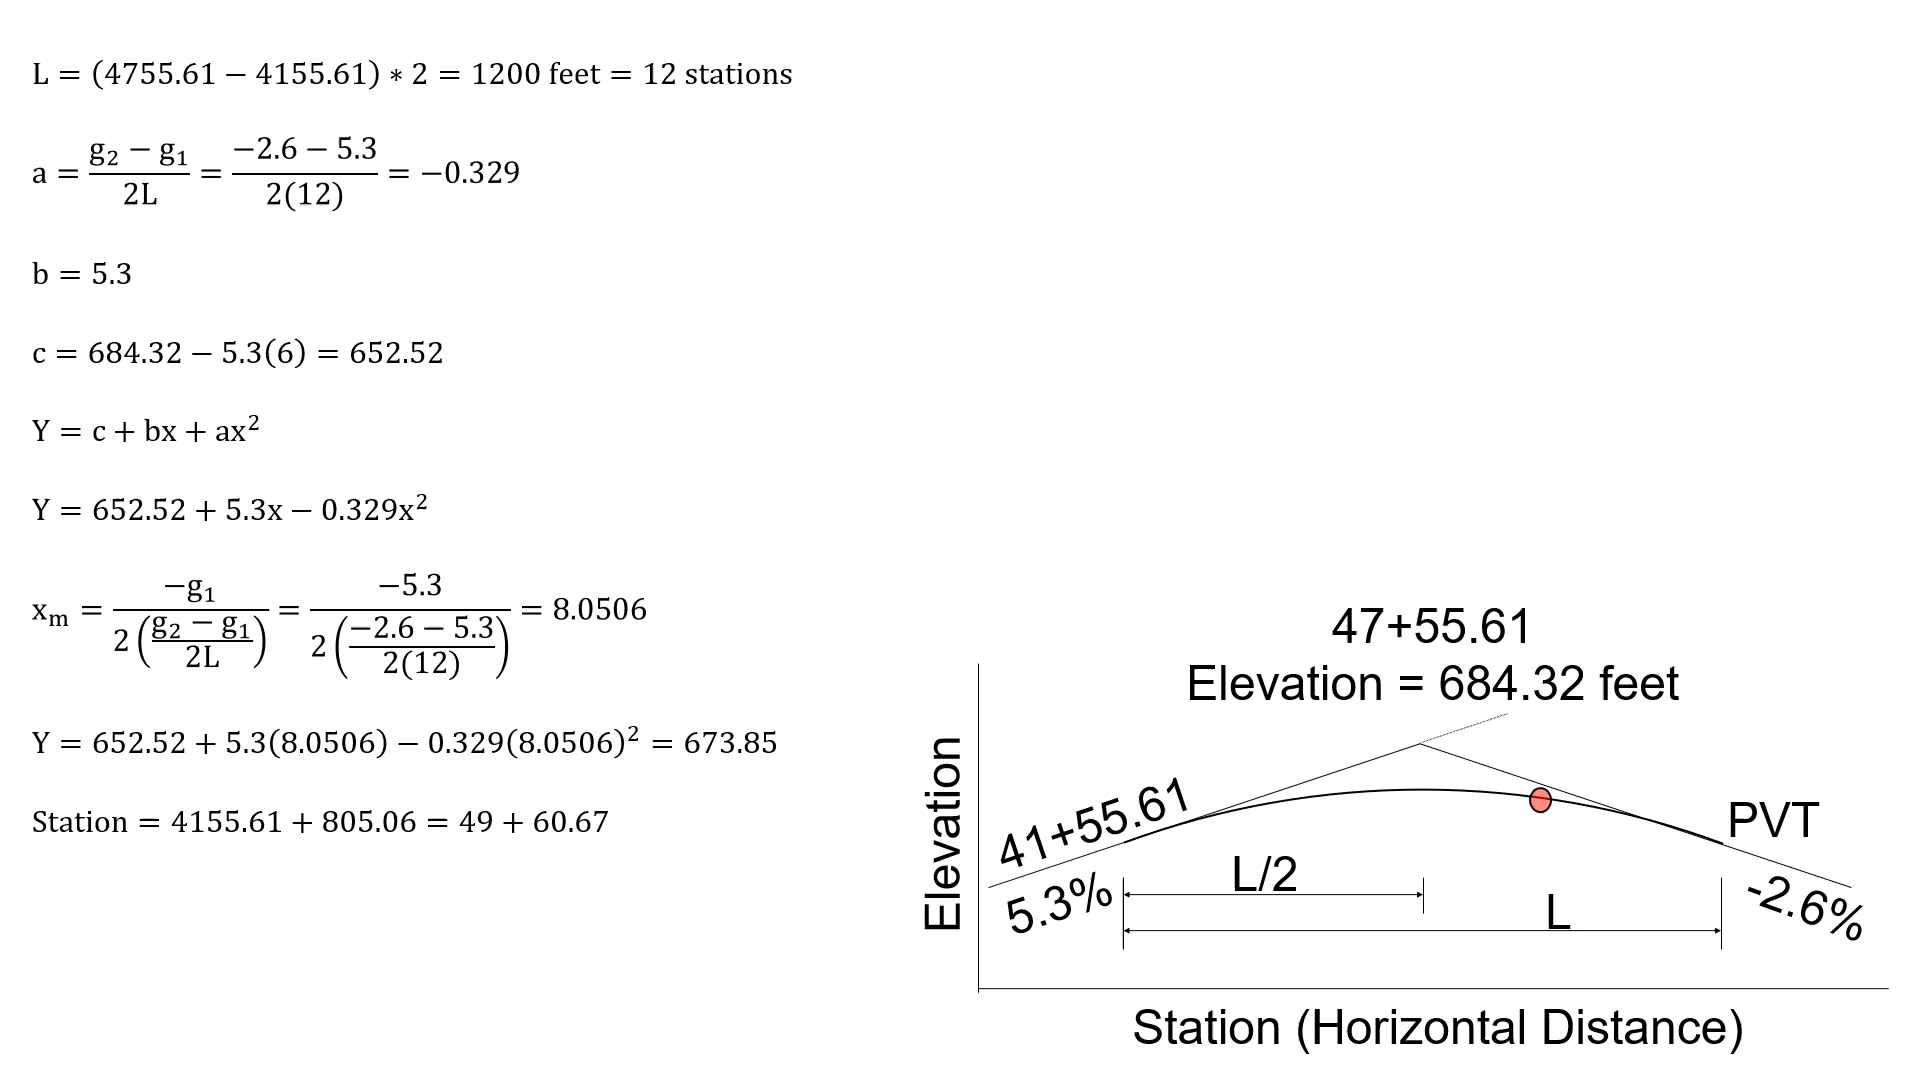 L = (4755.61 − 4155.61) ∗ 2 = 1200 feet = 12 stations
a = (g₂ − g₁)/(2L) = (−2.6 − 5.3)/(2(12)) = −0.329
b = 5.3
c = 684.32 − 5.3(6) = 652.52
Y = c + bx + ax²
Y = 652.52 + 5.3x − 0.329x²
xₘ = −g₁/(2((g₂ − g₁)/(2L))) = −5.3/(2((−2.6 − 5.3)/(2(12)))) = 8.0506
Y = 652.52 + 5.3(8.0506) − 0.329(8.0506)² = 673.85
Station = 4155.61 + 805.06 = 49 + 60.67
47+55.61
Elevation = 684.32 feet
Elevation
41+55.61
5.3%
L/2
L
PVT
-2.6%
Station (Horizontal Distance)